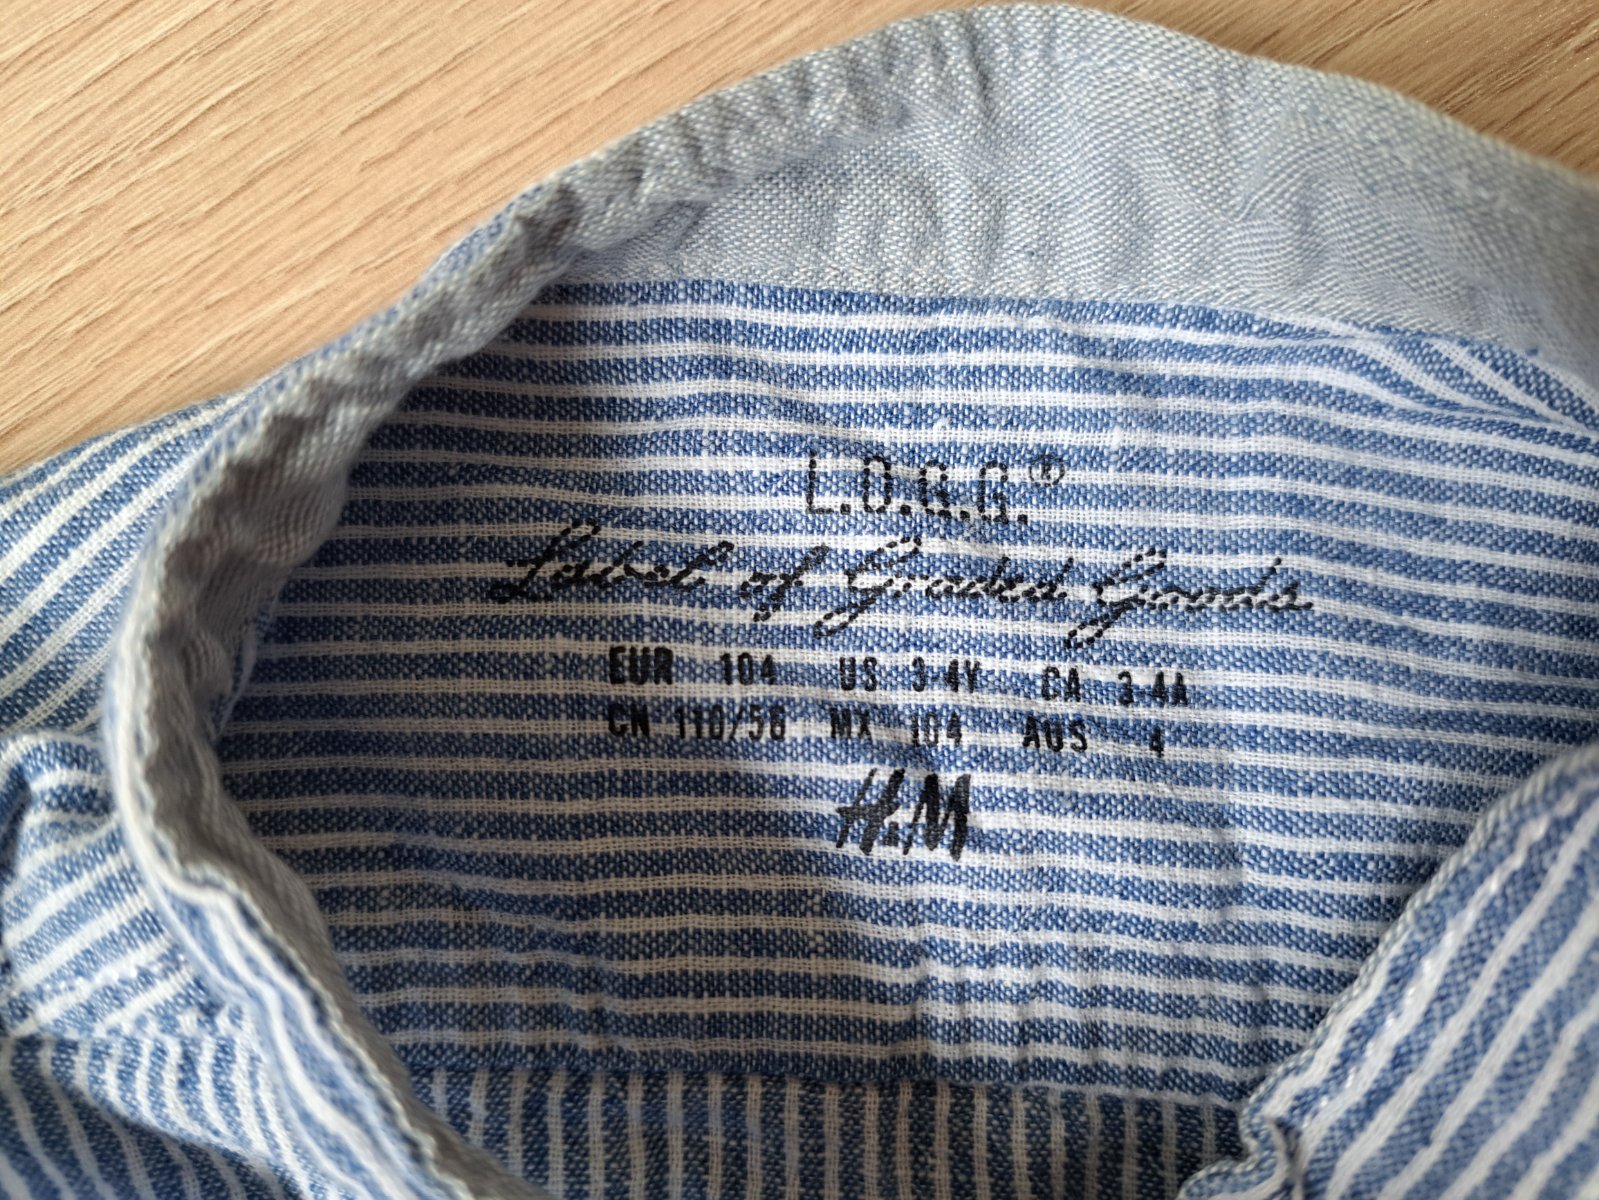 L.O.G.G.®
Label of Graded Goods
EUR 104 US 3-4Y CA 3-4A
CN 110/56 MX 104 AUS 4
H&M